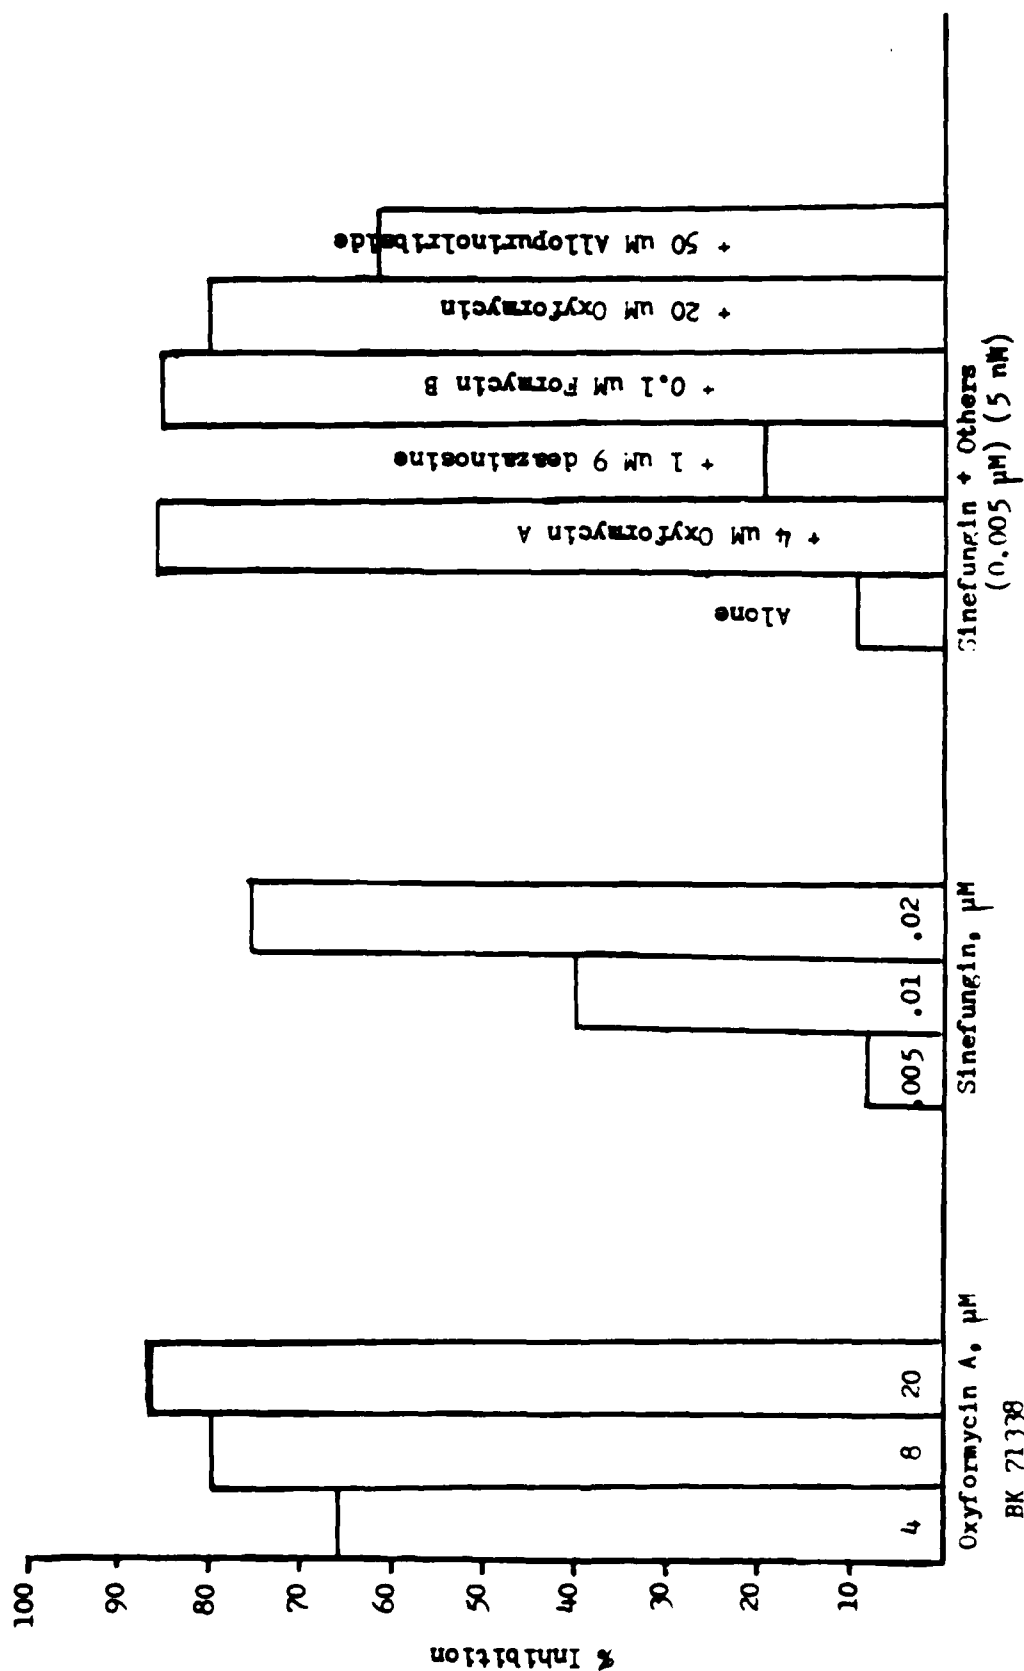 % Inhibition
100
90
80
70
60
50
40
30
20
10
4
8
20
Oxyformycin A, µM
BK 71338
.005
.01
.02
Sinefungin, µM
Alone
+ 4 uM Oxyformycin A
+ 1 uM 9 deazainosine
+ 0.1 uM Formycin B
+ 20 uM Oxyformycin
+ 50 uM Allopurinolribside
Sinefungin + Others
(0.005 µM) (5 nM)